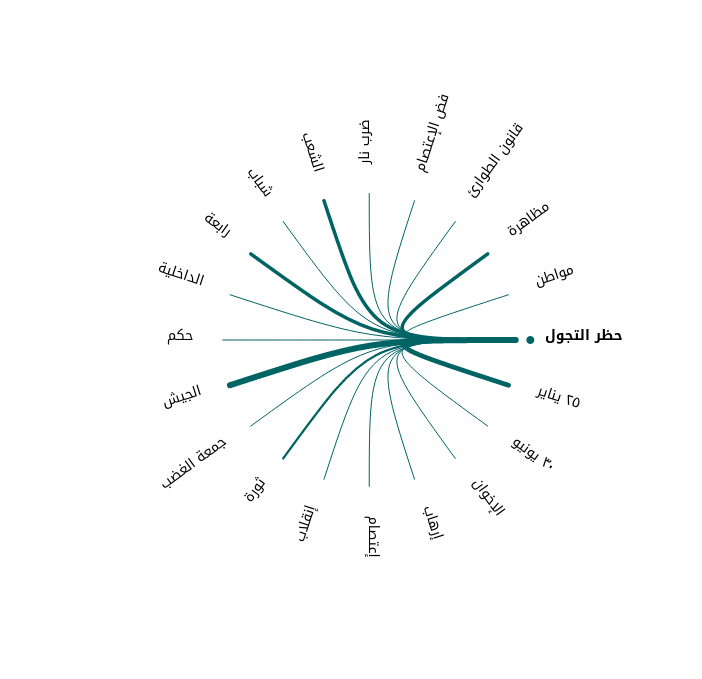 حظر التجول
مواطن
مظاهرة
قانون الطوارئ
فض الإعتصام
ضرب نار
الشعب
شباب
رابعة
الداخلية
حكم
الجيش
جمعة الغضب
ثورة
إنقلاب
إعتصام
إرهاب
الإخوان
٣٠ يونيو
٢٥ يناير